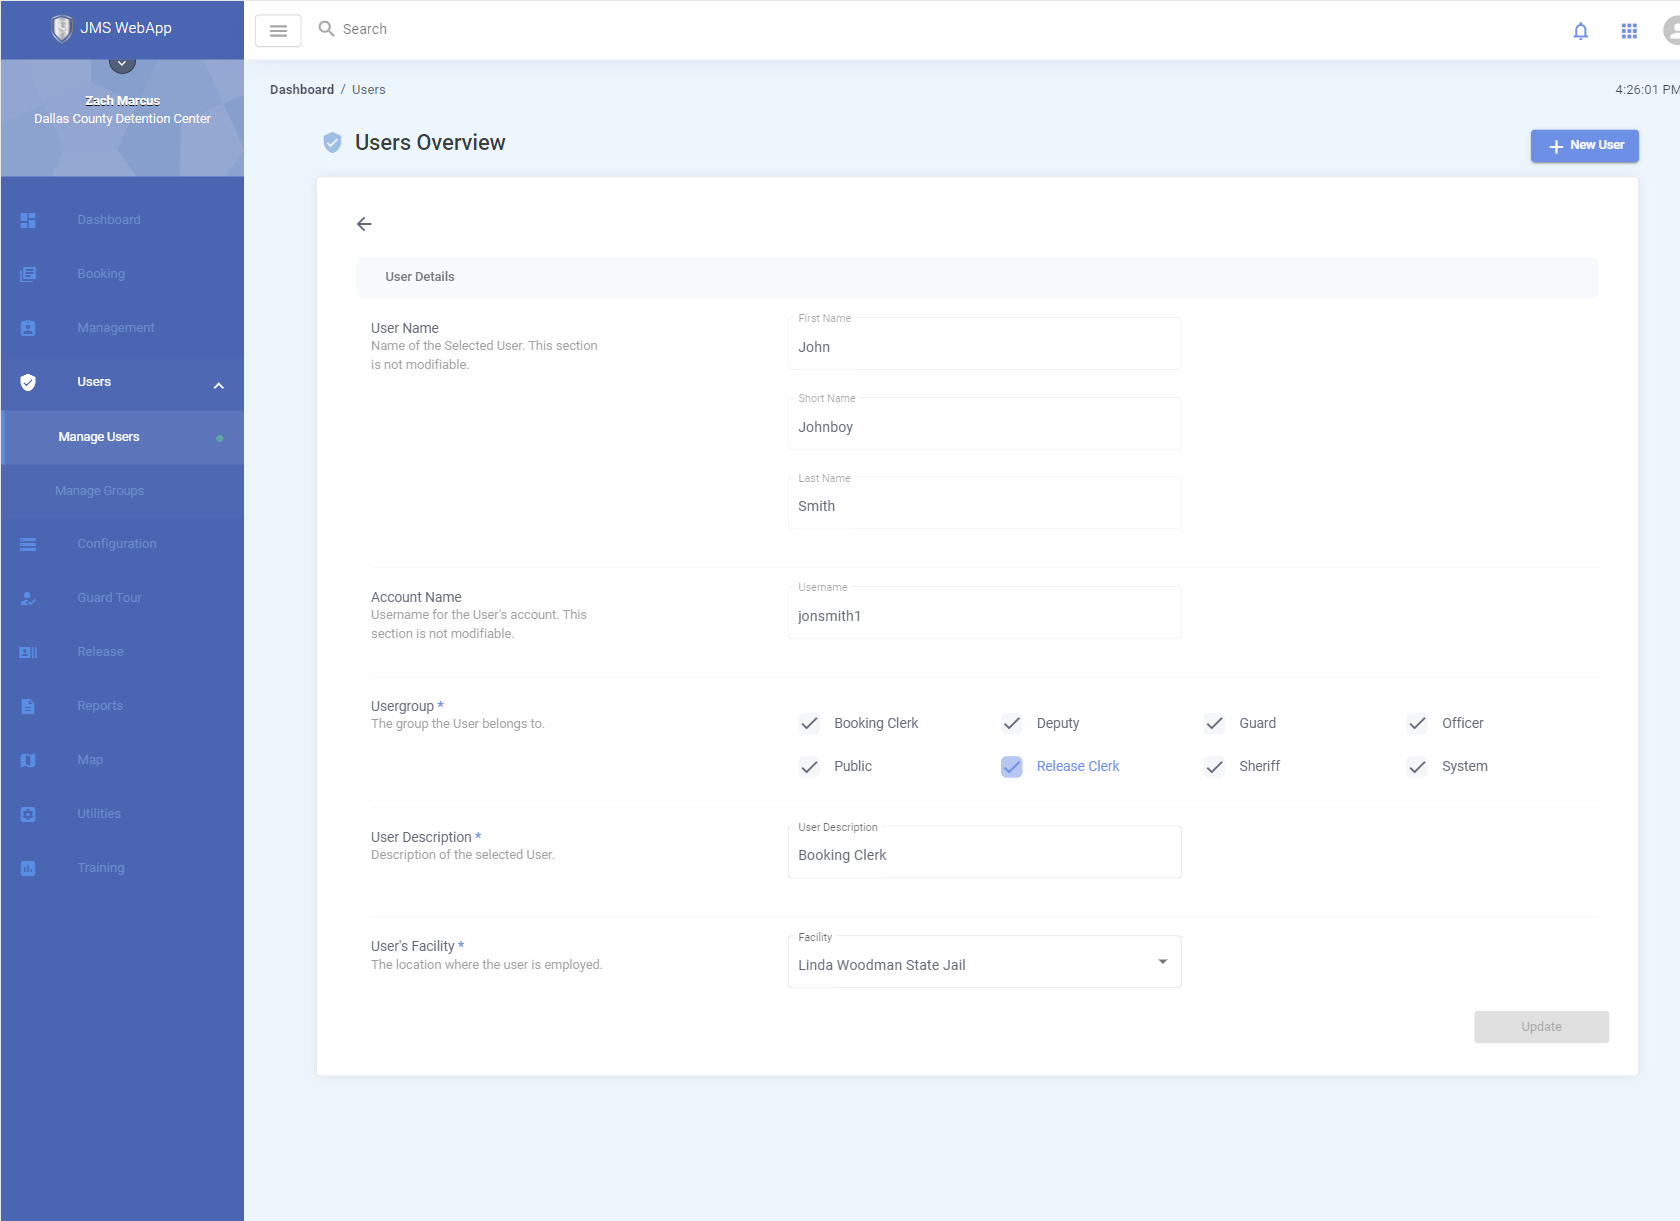 JMS WebApp
Search
Zach Marcus
Dallas County Detention Center
Dashboard / Users
4:26:01 PM
Users Overview
New User
Dashboard
Booking
Management
Users
Manage Users
Manage Groups
Configuration
Guard Tour
Release
Reports
Map
Utilities
Training
User Details
User Name
Name of the Selected User. This section
is not modifiable.
First Name
John
Short Name
Johnboy
Last Name
Smith
Account Name
Username for the User's account. This
section is not modifiable.
Username
jonsmith1
Usergroup *
The group the User belongs to.
Booking Clerk
Deputy
Guard
Officer
Public
Release Clerk
Sheriff
System
User Description *
Description of the selected User.
User Description
Booking Clerk
User's Facility *
The location where the user is employed.
Facility
Linda Woodman State Jail
Update